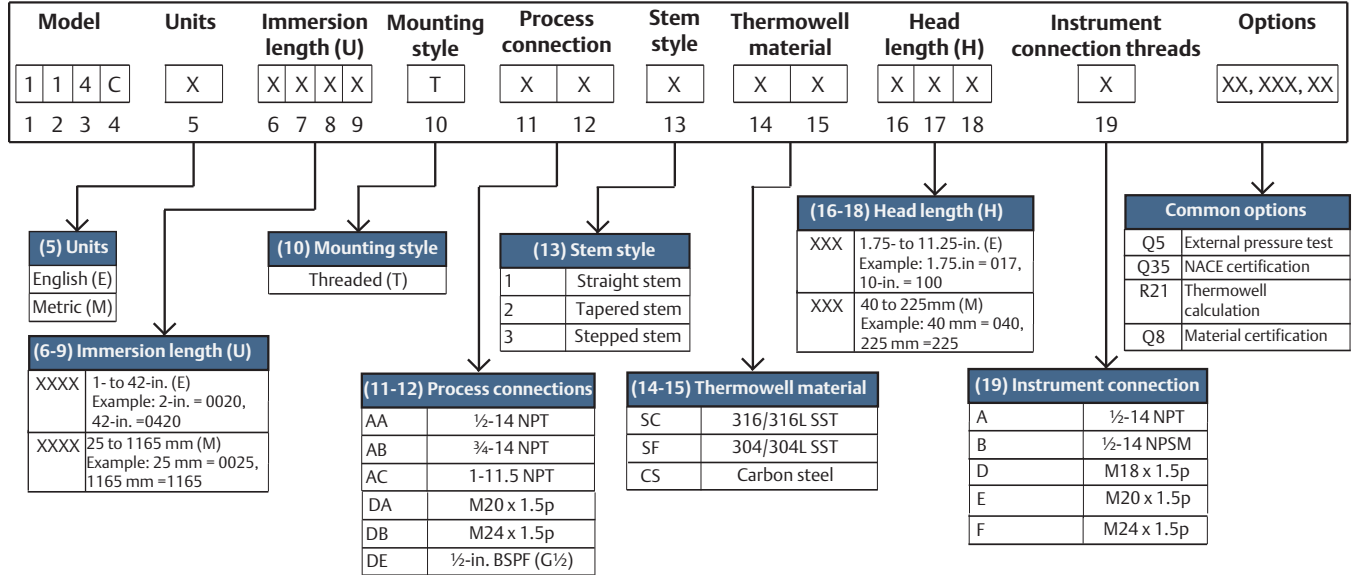 Model Units Immersion length (U) Mounting style Process connection Stem style Thermowell material Head length (H) Instrument connection threads Options
1 1 4 C X X X X X T X X X X X X X X X XX, XXX, XX
1 2 3 4 5 6 7 8 9 10 11 12 13 14 15 16 17 18 19
(5) Units
English (E)
Metric (M)
(6-9) Immersion length (U)
XXXX 1- to 42-in. (E)
Example: 2-in. = 0020,
42-in. =0420
XXXX 25 to 1165 mm (M)
Example: 25 mm = 0025,
1165 mm =1165
(10) Mounting style
Threaded (T)
(11-12) Process connections
AA ½-14 NPT
AB ¾-14 NPT
AC 1-11.5 NPT
DA M20 x 1.5p
DB M24 x 1.5p
DE ½-in. BSPF (G½)
(13) Stem style
1 Straight stem
2 Tapered stem
3 Stepped stem
(14-15) Thermowell material
SC 316/316L SST
SF 304/304L SST
CS Carbon steel
(16-18) Head length (H)
XXX 1.75- to 11.25-in. (E)
Example: 1.75.in = 017,
10-in. = 100
XXX 40 to 225mm (M)
Example: 40 mm = 040,
225 mm =225
(19) Instrument connection
A ½-14 NPT
B ½-14 NPSM
D M18 x 1.5p
E M20 x 1.5p
F M24 x 1.5p
Common options
Q5 External pressure test
Q35 NACE certification
R21 Thermowell
calculation
Q8 Material certification